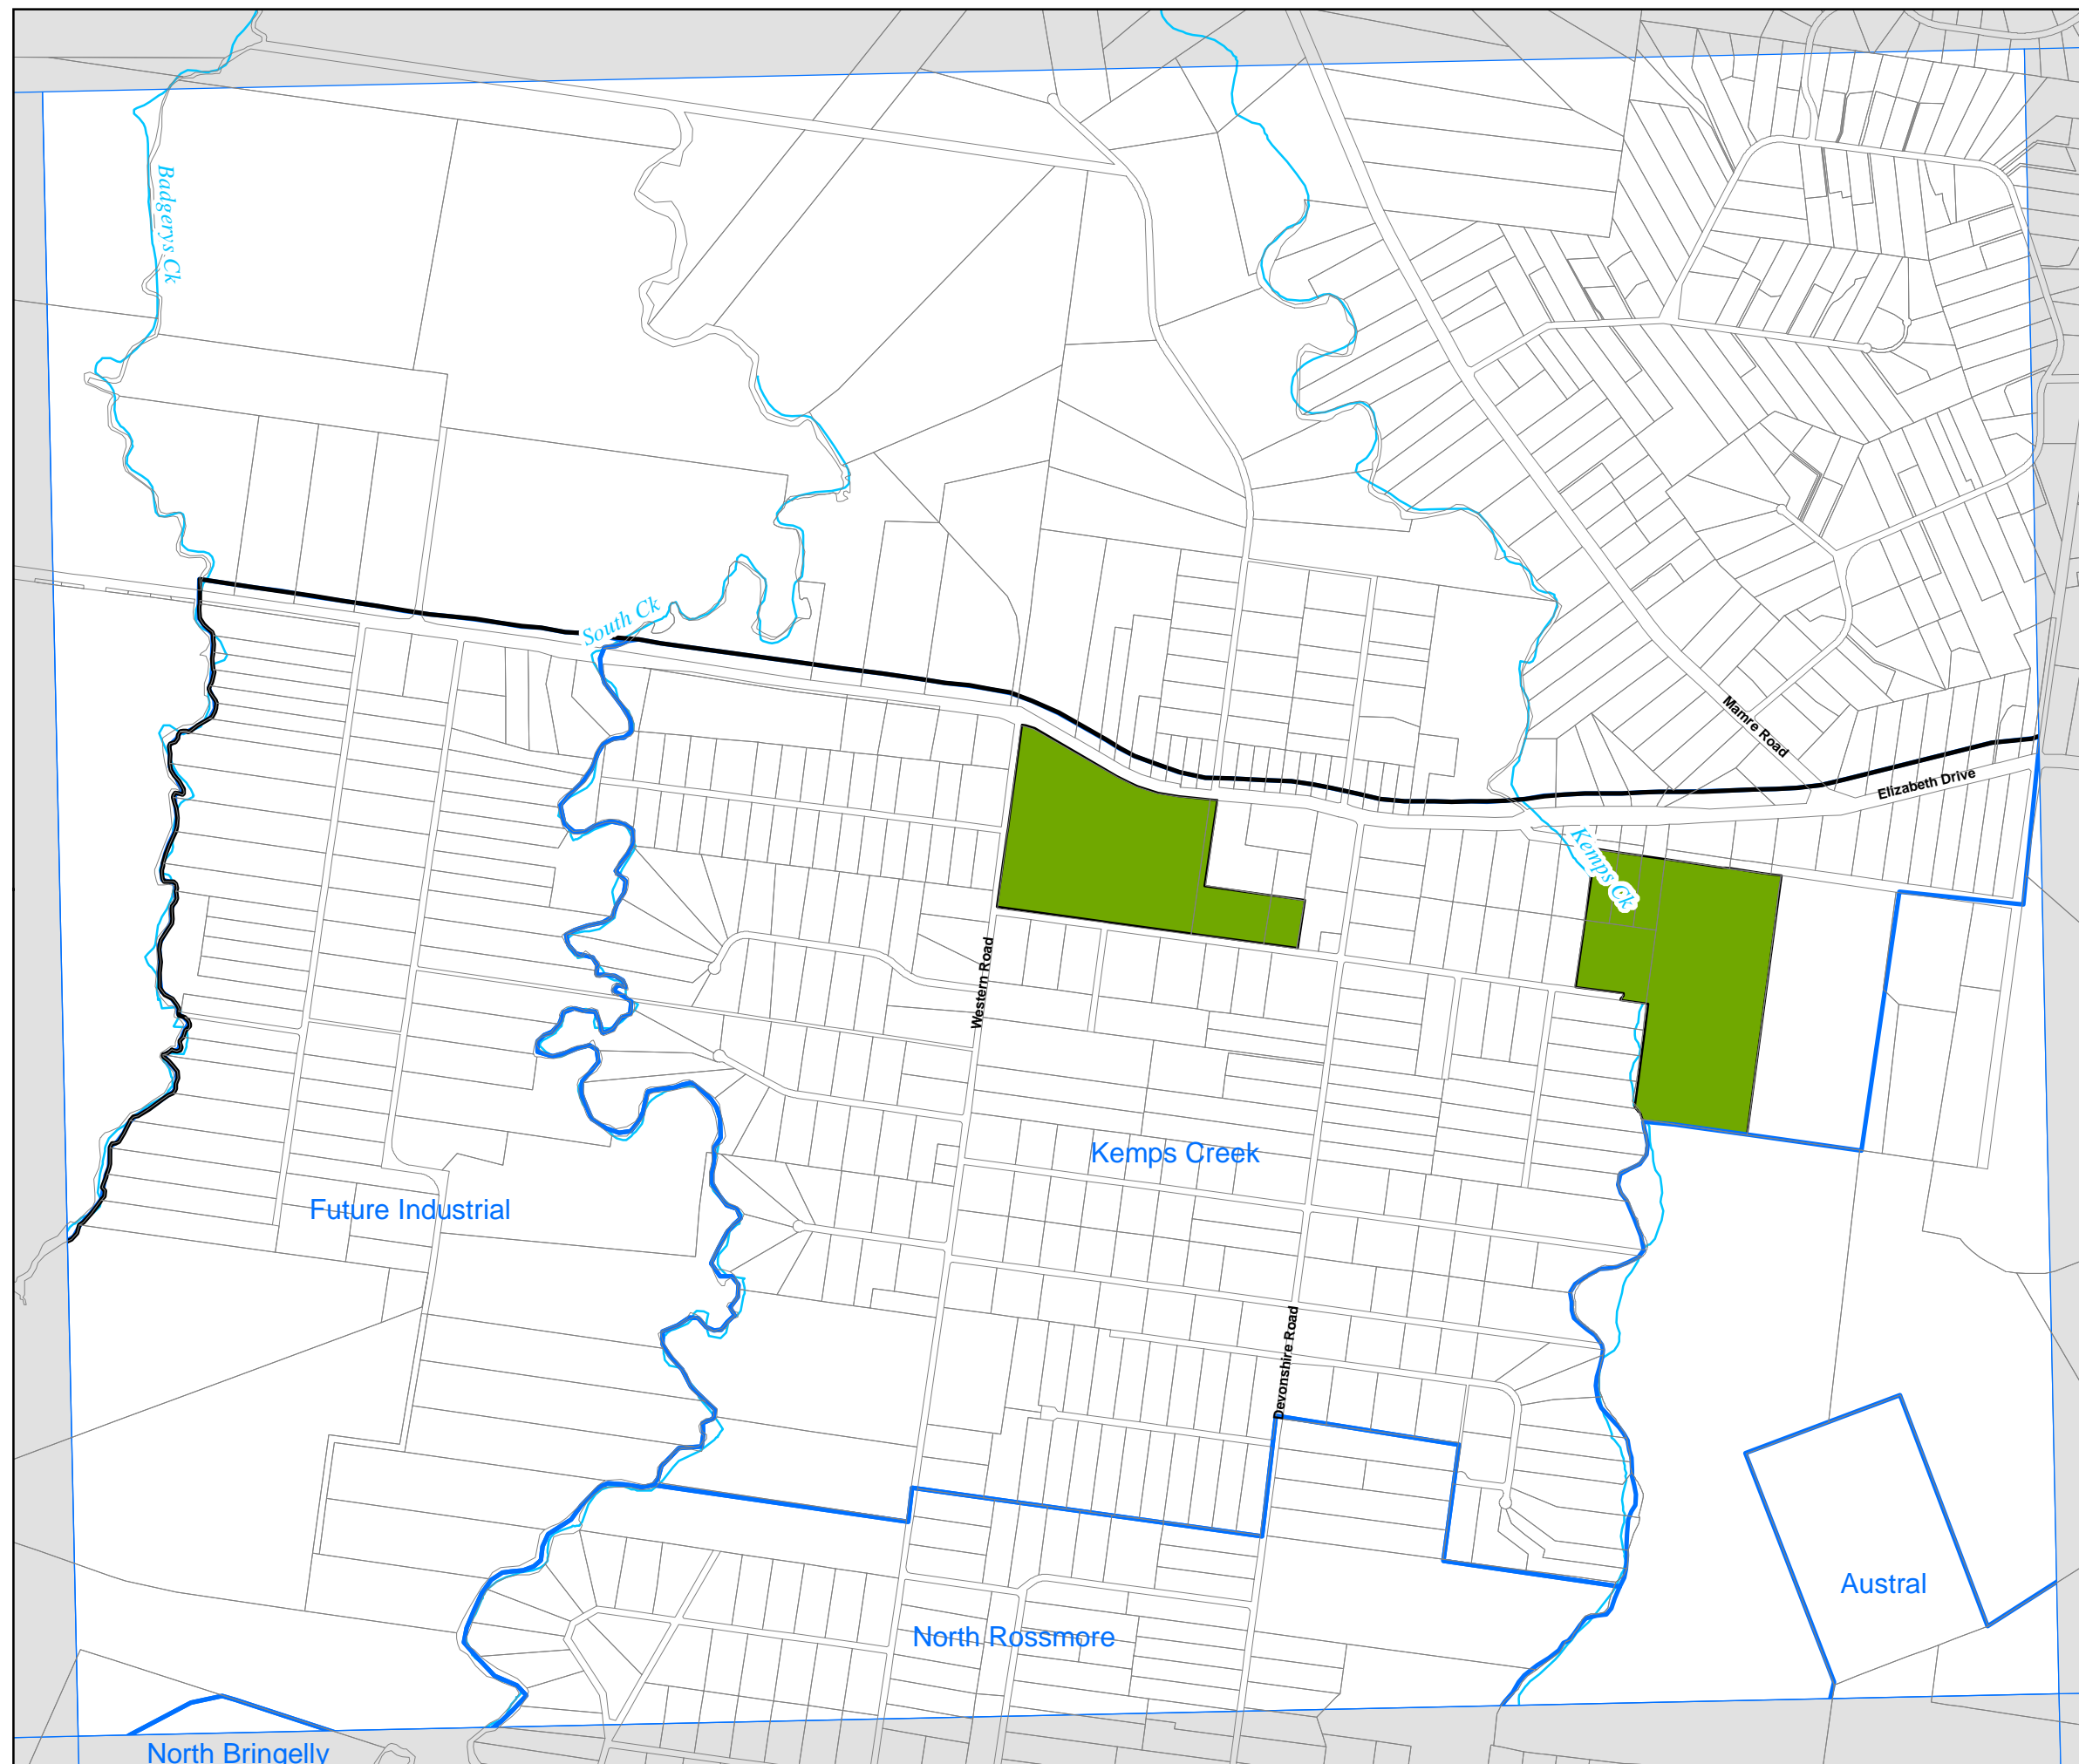 Badgerys Ck
South Ck
Mamre Road
Elizabeth Drive
Kemps Ck
Western Road
Kemps Creek
Future Industrial
Devonshire Road
Austral
North Rossmore
North Bringelly